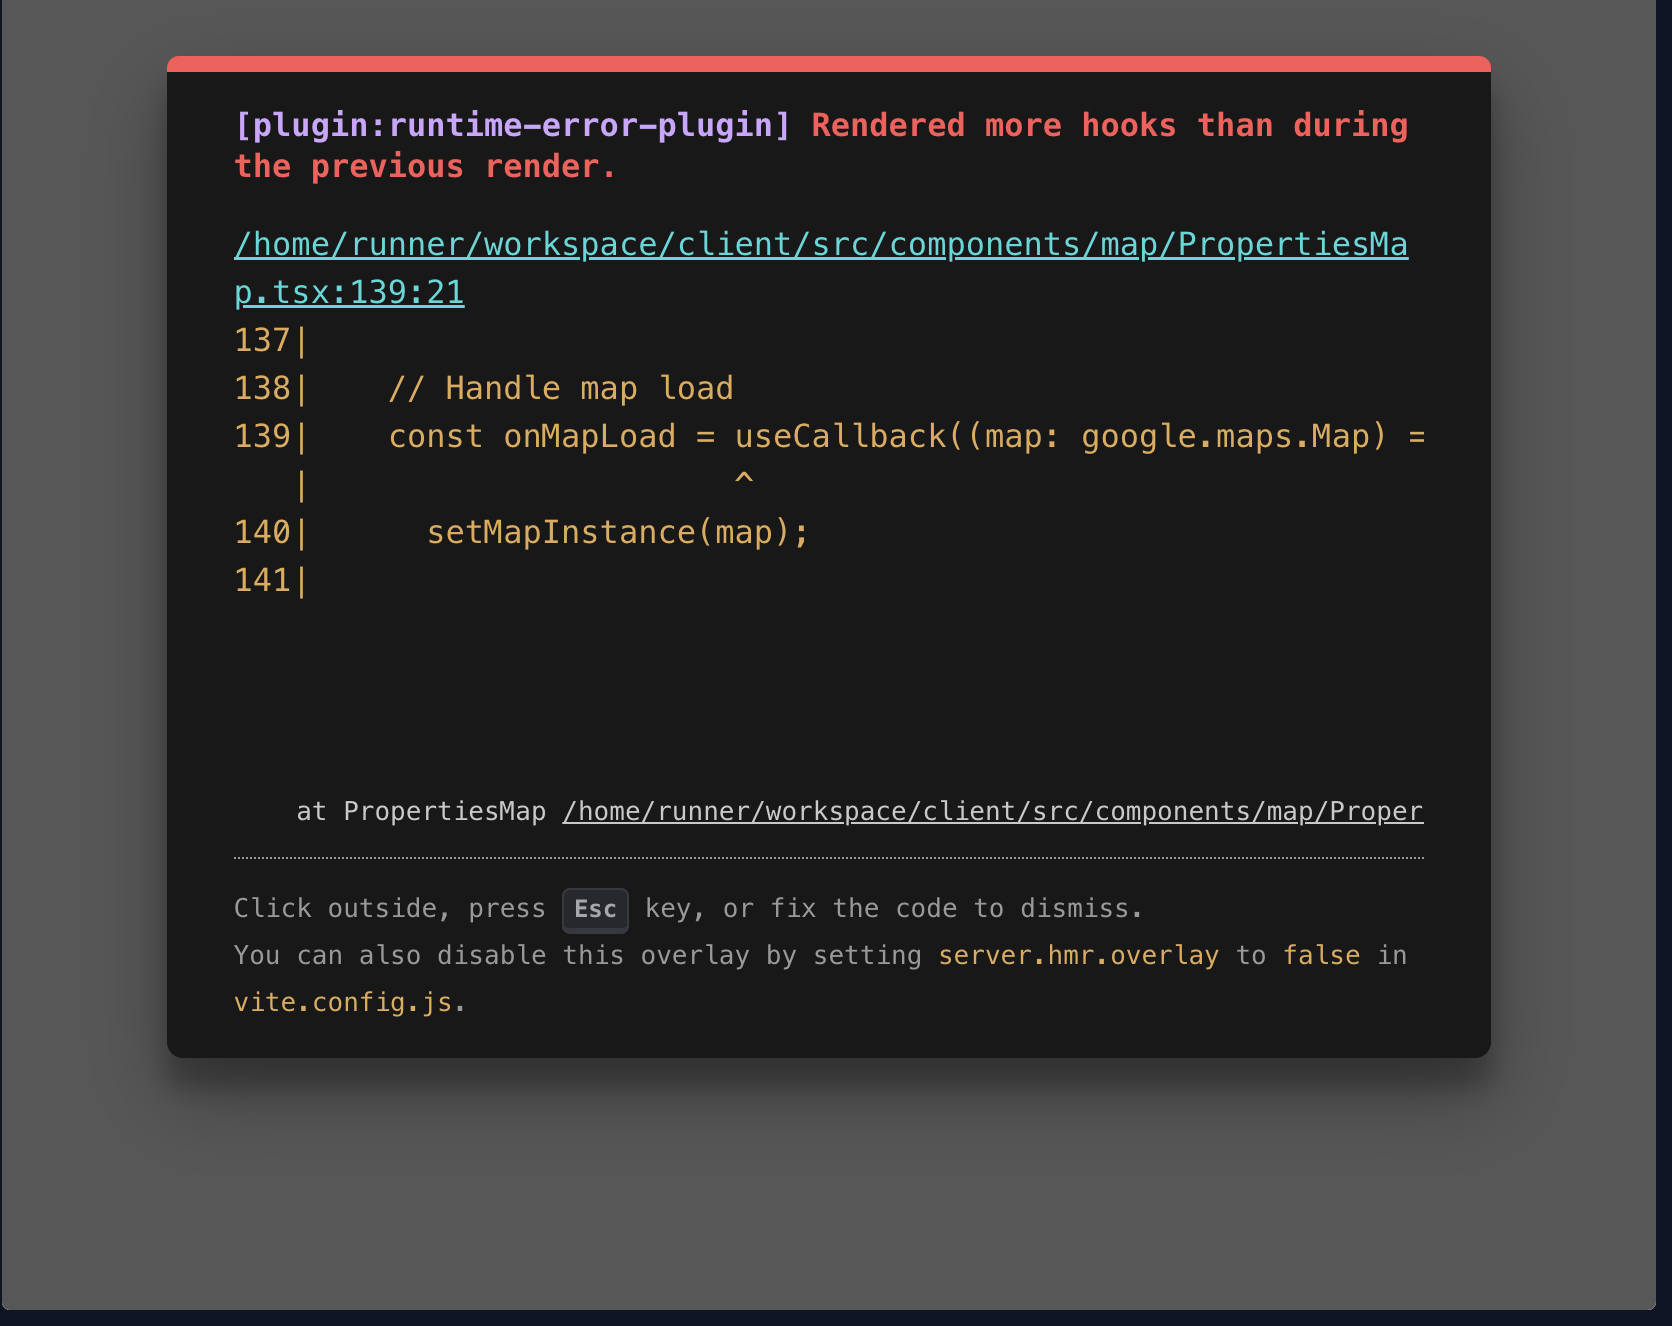 [plugin:runtime-error-plugin] Rendered more hooks than during
the previous render.
/home/runner/workspace/client/src/components/map/PropertiesMa
p.tsx:139:21
137|
138|    // Handle map load
139|    const onMapLoad = useCallback((map: google.maps.Map) =
   |                      ^
140|      setMapInstance(map);
141|
at PropertiesMap /home/runner/workspace/client/src/components/map/Proper
Click outside, press Esc key, or fix the code to dismiss.
You can also disable this overlay by setting server.hmr.overlay to false in
vite.config.js.